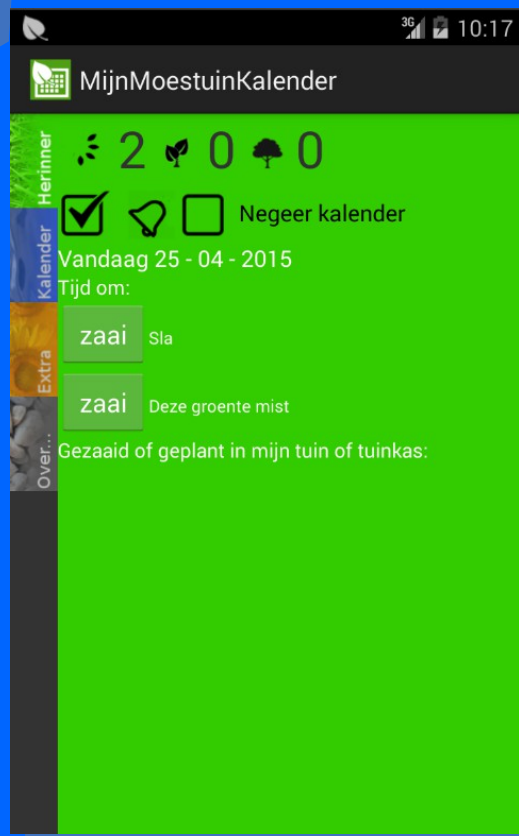 3G 10:17
MijnMoestuinKalender
Herinner
2 0 0
Negeer kalender
Kalender
Vandaag 25 - 04 - 2015
Tijd om:
zaai Sla
Extra
zaai Deze groente mist
Over...
Gezaaid of geplant in mijn tuin of tuinkas: